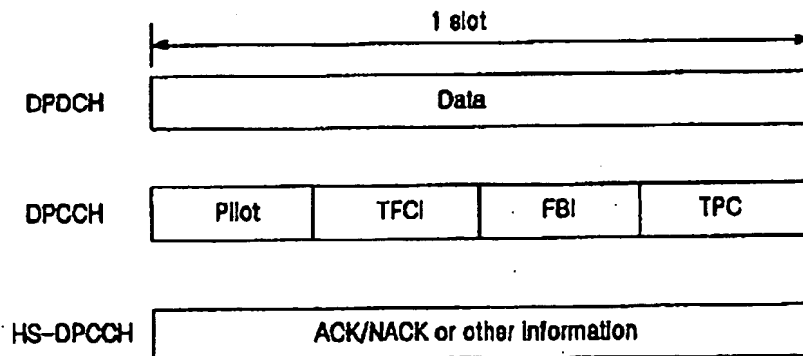 1 slot
DPDCH Data
DPCCH Pilot TFCI FBI TPC
HS-DPCCH ACK/NACK or other information